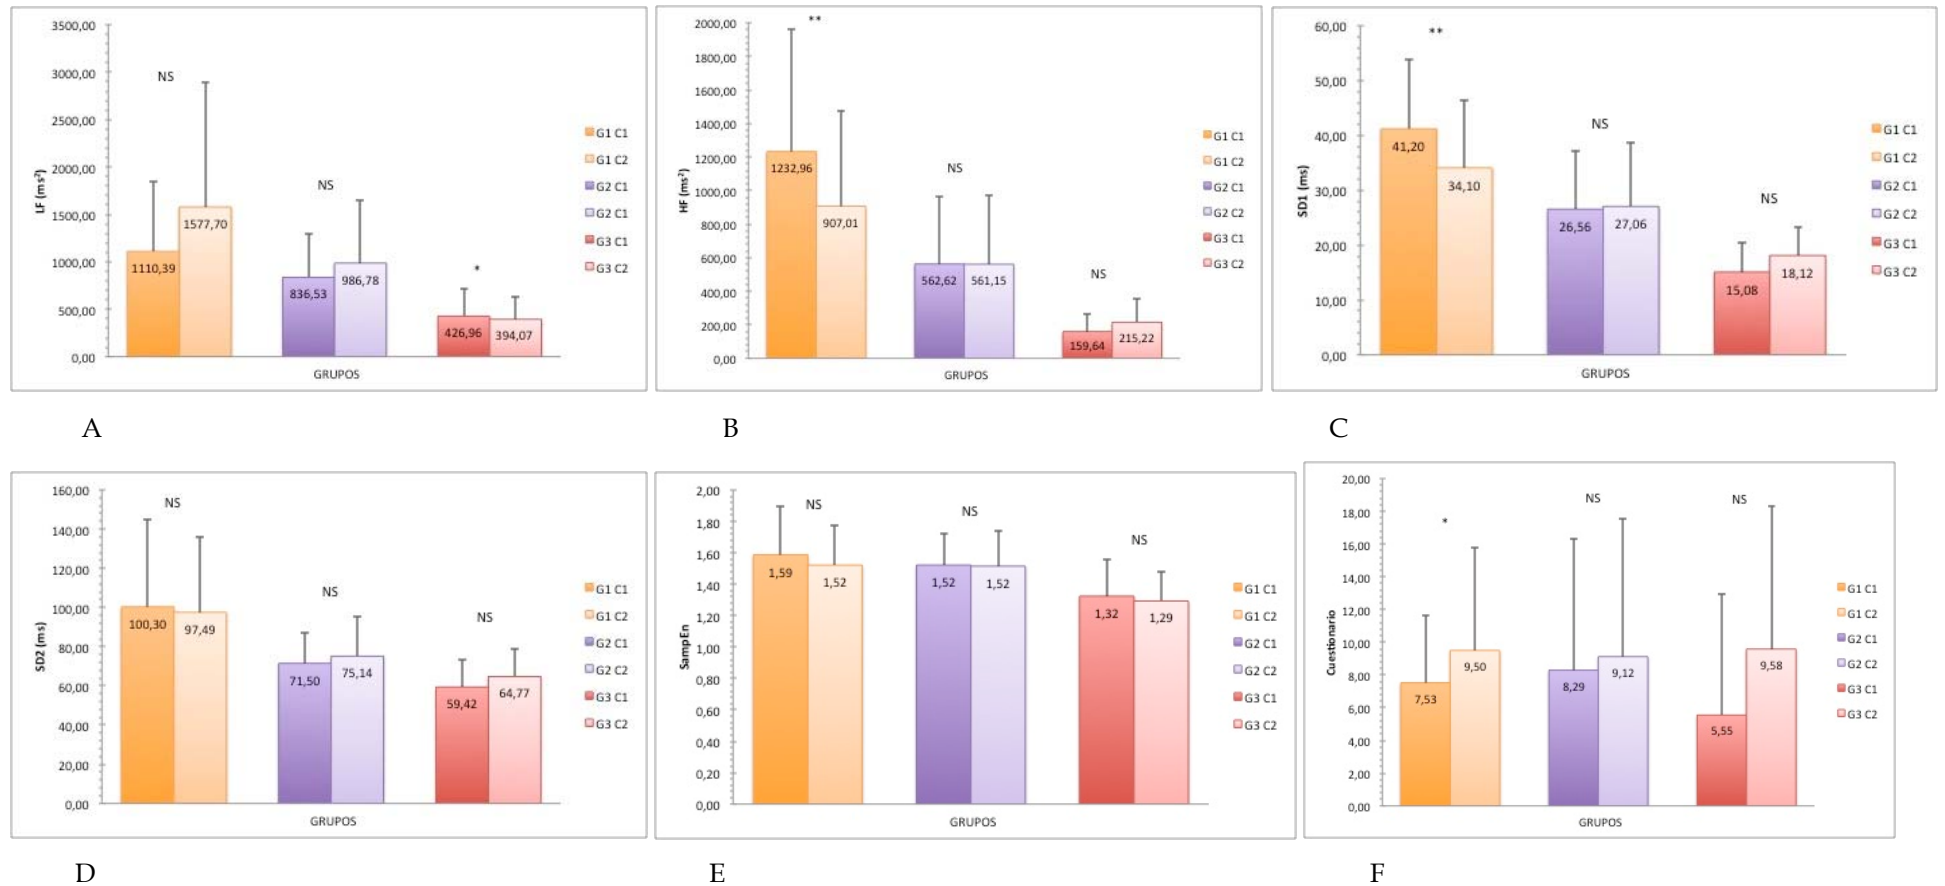 3500,00
3000,00
2500,00
2000,00
1500,00
1000,00
500,00
0,00
LF (ms²)
NS
NS
*
1110,39
1577,70
836,53
986,78
426,96
394,07
GRUPOS
G1 C1
G1 C2
G2 C1
G2 C1
G3 C1
G3 C2
A
2000,00
1800,00
1600,00
1400,00
1200,00
1000,00
800,00
600,00
400,00
200,00
0,00
HF (ms²)
**
NS
NS
1232,96
907,01
562,62
561,15
159,64
215,22
GRUPOS
G1 C1
G1 C2
G2 C1
G2 C2
G3 C1
G3 C2
B
60,00
50,00
40,00
30,00
20,00
10,00
0,00
SD1 (ms)
**
NS
NS
41,20
34,10
26,56
27,06
15,08
18,12
GRUPOS
G1 C1
G1 C2
G2 C1
G2 C2
G3 C1
G3 C2
C
160,00
140,00
120,00
100,00
80,00
60,00
40,00
20,00
0,00
SD2 (ms)
NS
NS
NS
100,30
97,49
71,50
75,14
59,42
64,77
GRUPOS
G1 C1
G1 C2
G2 C1
G2 C2
G3 C1
G3 C2
D
2,00
1,80
1,60
1,40
1,20
1,00
0,80
0,60
0,40
0,20
0,00
SampEn
NS
NS
NS
1,59
1,52
1,52
1,52
1,32
1,29
GRUPOS
G1 C1
G1 C2
G2 C1
G2 C2
G3 C1
G3 C2
E
20,00
18,00
16,00
14,00
12,00
10,00
8,00
6,00
4,00
2,00
0,00
Cuestionario
*
NS
NS
7,53
9,50
8,29
9,12
5,55
9,58
GRUPOS
G1 C1
G1 C2
G2 C1
G2 C2
G3 C1
G3 C2
F